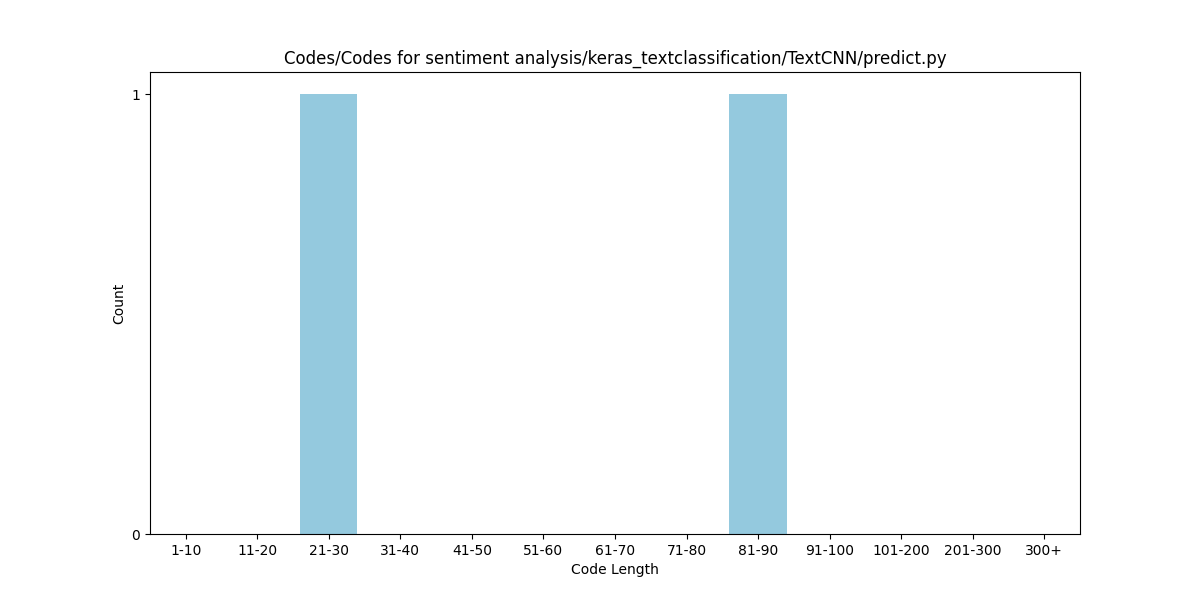 Codes/Codes for sentiment analysis/keras_textclassification/TextCNN/predict.py
1
Count
0
1-10 11-20 21-30 31-40 41-50 51-60 61-70 71-80 81-90 91-100 101-200 201-300 300+
Code Length